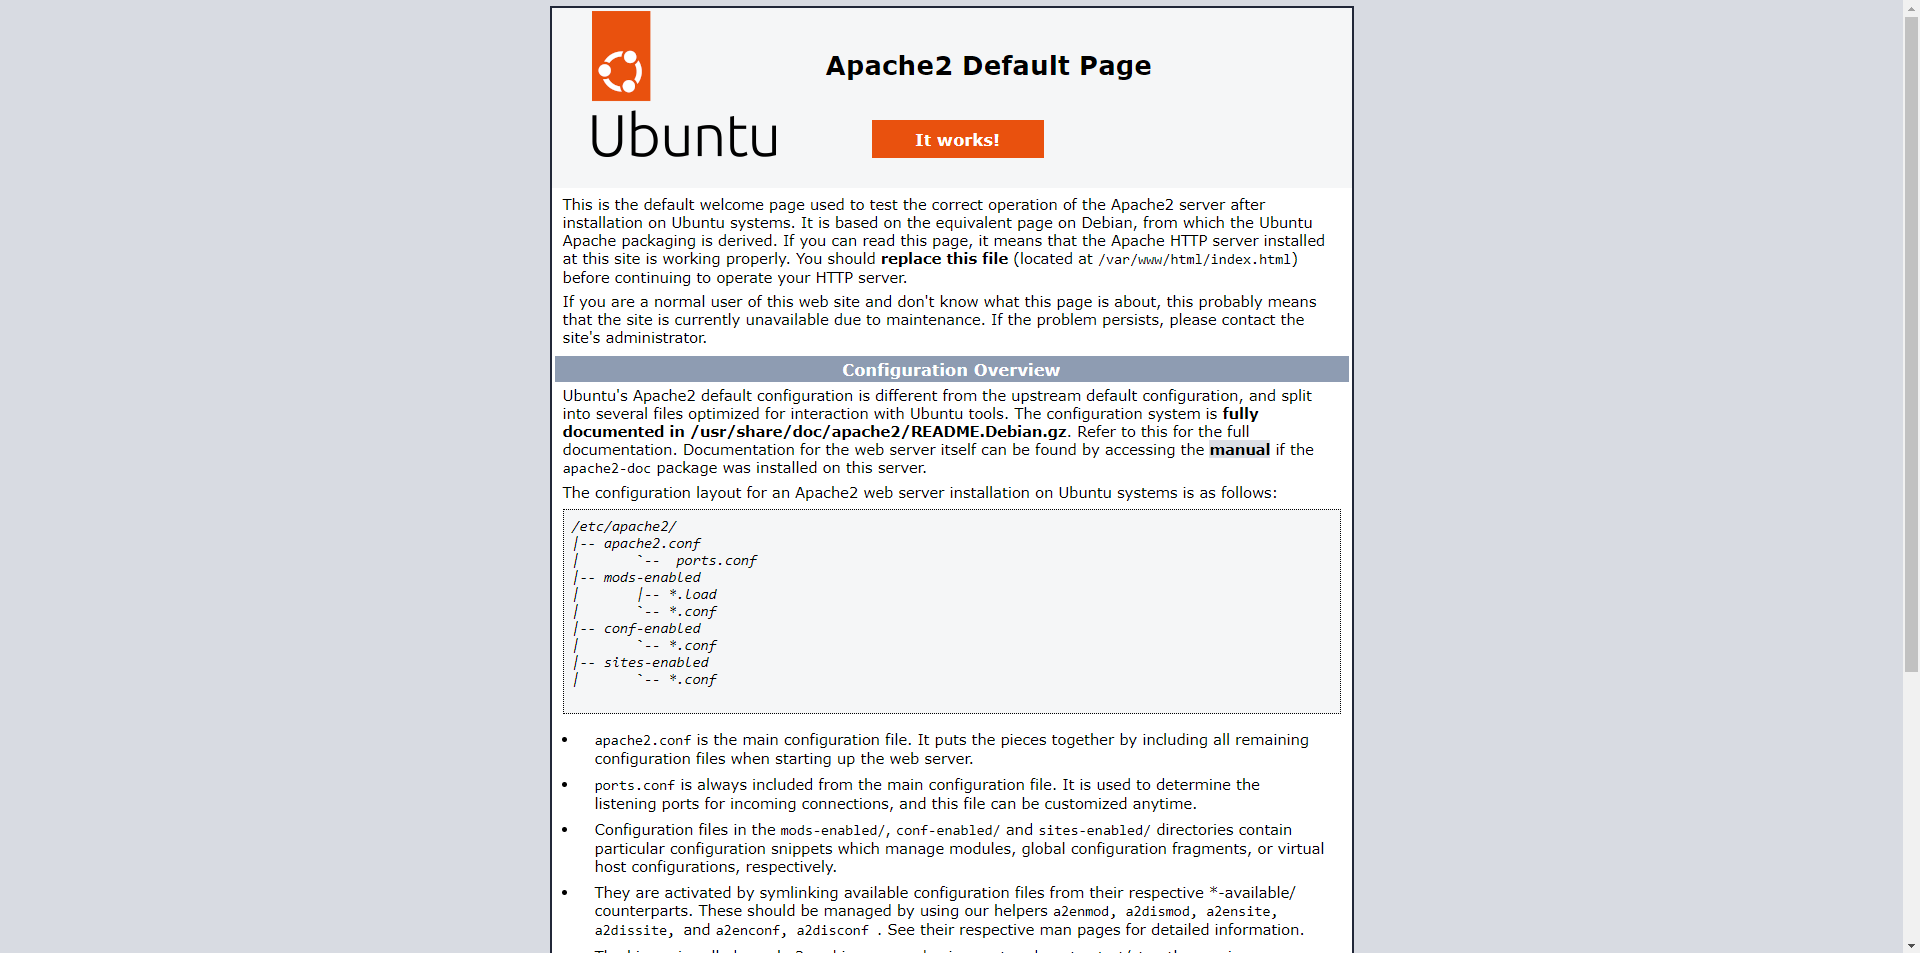 Apache2 Default Page
Ubuntu
It works!
This is the default welcome page used to test the correct operation of the Apache2 server after
installation on Ubuntu systems. It is based on the equivalent page on Debian, from which the Ubuntu
Apache packaging is derived. If you can read this page, it means that the Apache HTTP server installed
at this site is working properly. You should replace this file (located at /var/www/html/index.html)
before continuing to operate your HTTP server.
If you are a normal user of this web site and don't know what this page is about, this probably means
that the site is currently unavailable due to maintenance. If the problem persists, please contact the
site's administrator.
Configuration Overview
Ubuntu's Apache2 default configuration is different from the upstream default configuration, and split
into several files optimized for interaction with Ubuntu tools. The configuration system is fully
documented in /usr/share/doc/apache2/README.Debian.gz. Refer to this for the full
documentation. Documentation for the web server itself can be found by accessing the manual if the
apache2-doc package was installed on this server.
The configuration layout for an Apache2 web server installation on Ubuntu systems is as follows:
/etc/apache2/
|-- apache2.conf
|       `--  ports.conf
|-- mods-enabled
|       |-- *.load
|       `-- *.conf
|-- conf-enabled
|       `-- *.conf
|-- sites-enabled
|       `-- *.conf
• apache2.conf is the main configuration file. It puts the pieces together by including all remaining
configuration files when starting up the web server.
• ports.conf is always included from the main configuration file. It is used to determine the
listening ports for incoming connections, and this file can be customized anytime.
• Configuration files in the mods-enabled/, conf-enabled/ and sites-enabled/ directories contain
particular configuration snippets which manage modules, global configuration fragments, or virtual
host configurations, respectively.
• They are activated by symlinking available configuration files from their respective *-available/
counterparts. These should be managed by using our helpers a2enmod, a2dismod, a2ensite,
a2dissite, and a2enconf, a2disconf . See their respective man pages for detailed information.